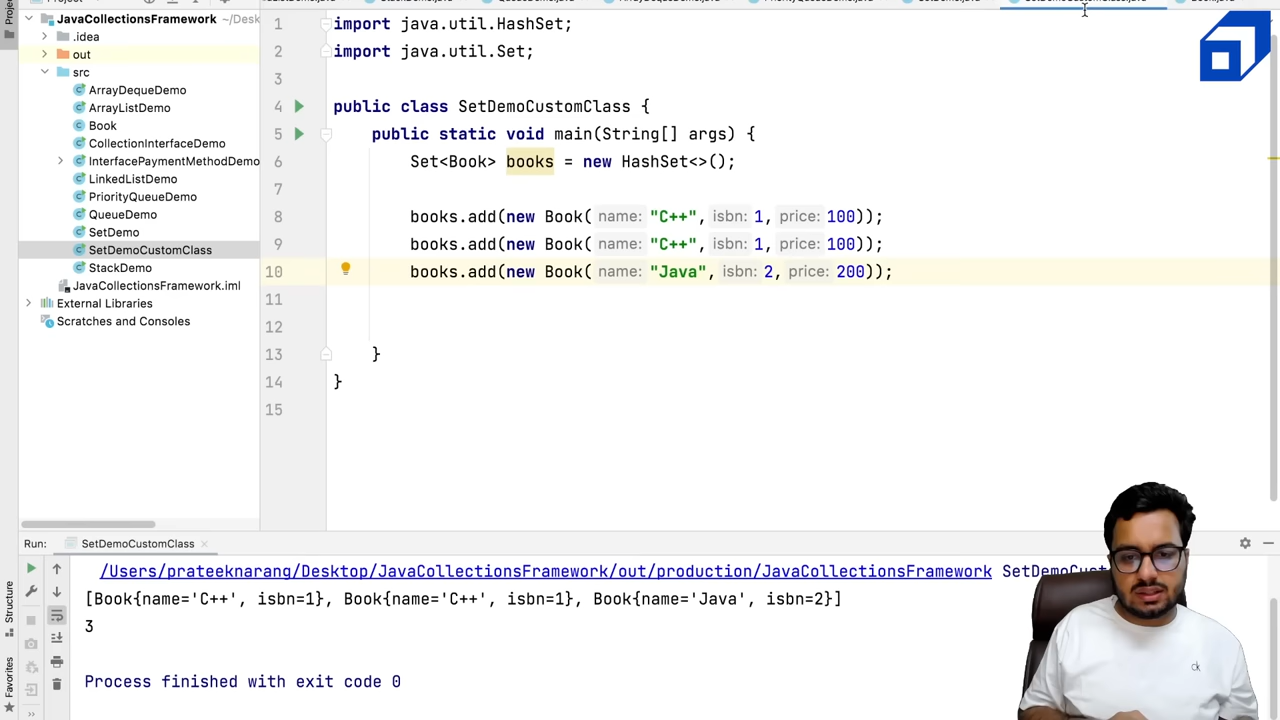 JavaCollectionsFramework ~/Desk
.idea
out
src
ArrayDequeDemo
ArrayListDemo
Book
CollectionInterfaceDemo
InterfacePaymentMethodDemo
LinkedListDemo
PriorityQueueDemo
QueueDemo
SetDemo
SetDemoCustomClass
StackDemo
JavaCollectionsFramework.iml
External Libraries
Scratches and Consoles
1 import java.util.HashSet;
2 import java.util.Set;
3
4 public class SetDemoCustomClass {
5 public static void main(String[] args) {
6 Set<Book> books = new HashSet<>();
7
8 books.add(new Book( name: "C++", isbn: 1, price: 100));
9 books.add(new Book( name: "C++", isbn: 1, price: 100));
10 books.add(new Book( name: "Java", isbn: 2, price: 200));
11
12
13 }
14 }
15
Run: SetDemoCustomClass
/Users/prateeknarang/Desktop/JavaCollectionsFramework/out/production/JavaCollectionsFramework SetDemoCust
[Book{name='C++', isbn=1}, Book{name='C++', isbn=1}, Book{name='Java', isbn=2}]
3
Process finished with exit code 0
Structure
Favorites
ck